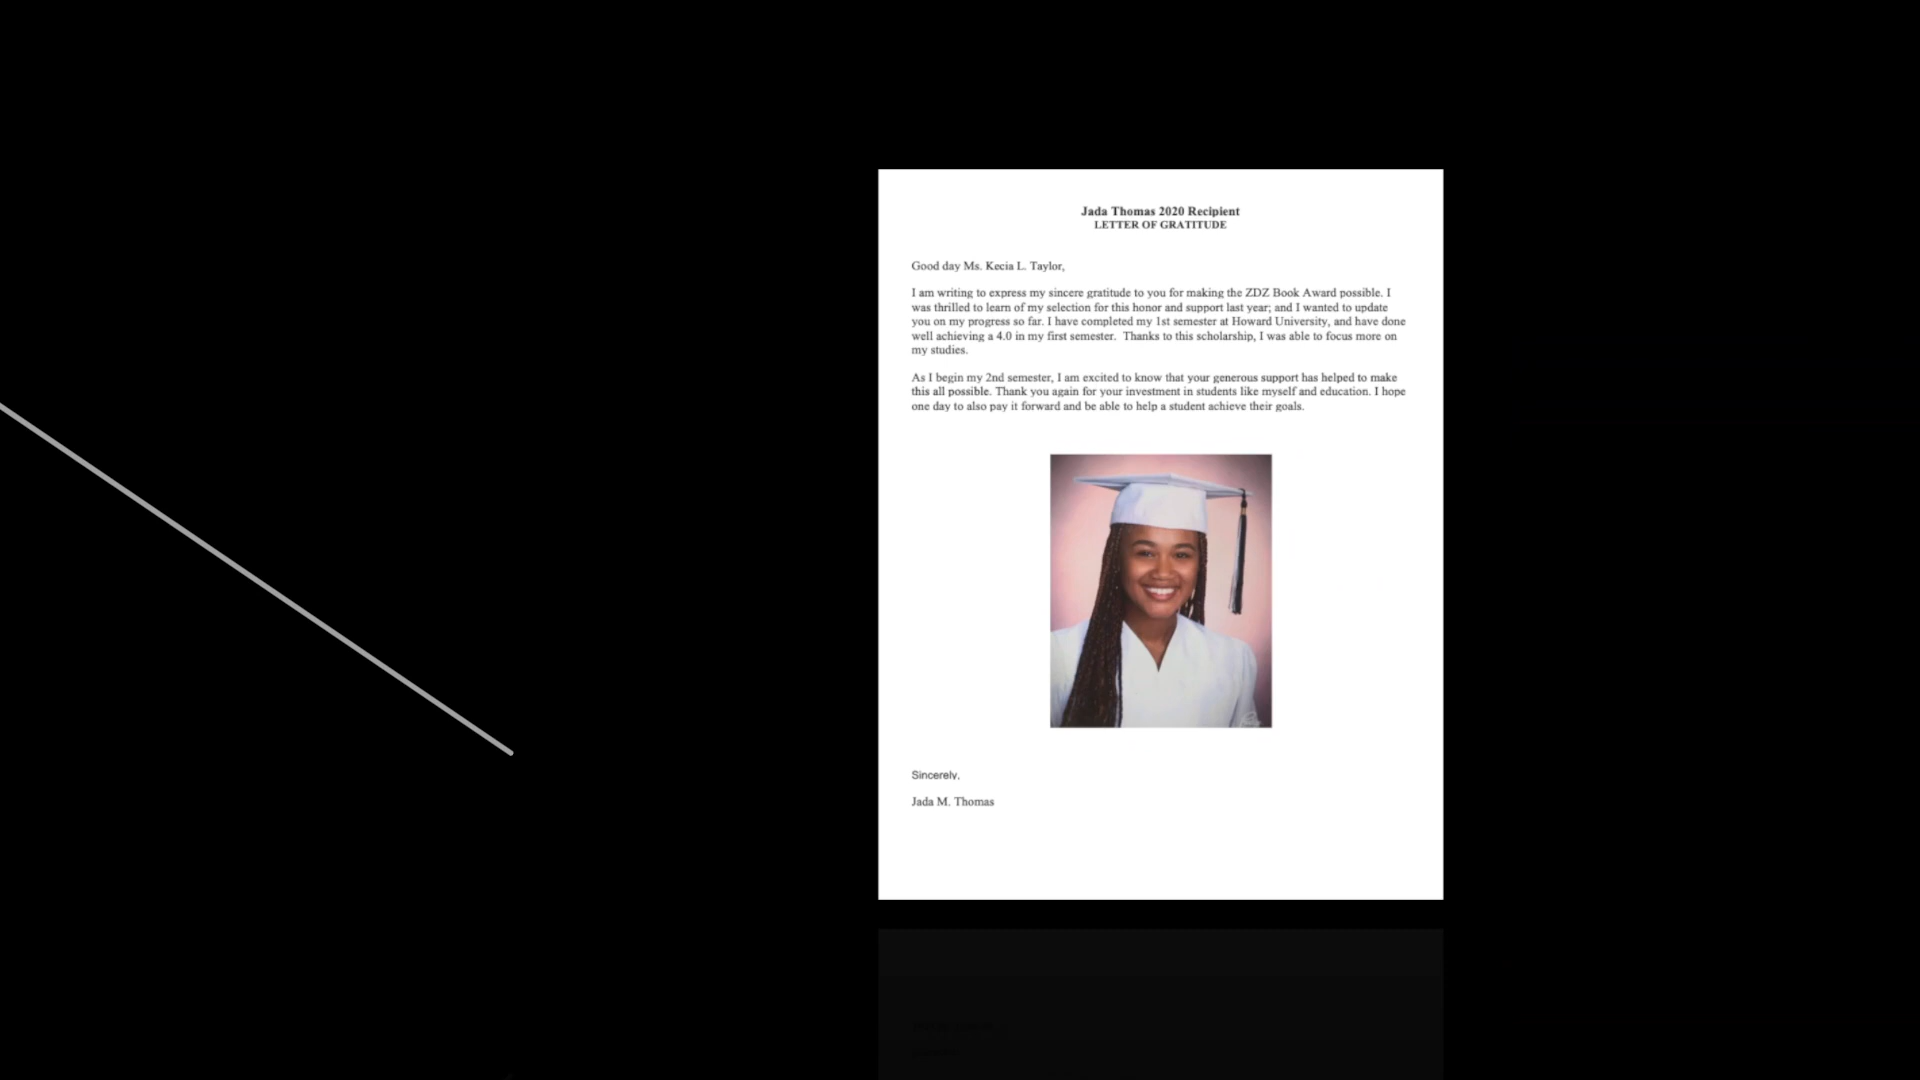 Jada Thomas 2020 Recipient
LETTER OF GRATITUDE
Good day Ms. Kecia L. Taylor,
I am writing to express my sincere gratitude to you for making the ZDZ Book Award possible. I
was thrilled to learn of my selection for this honor and support last year; and I wanted to update
you on my progress so far. I have completed my 1st semester at Howard University, and have done
well achieving a 4.0 in my first semester.  Thanks to this scholarship, I was able to focus more on
my studies.
As I begin my 2nd semester, I am excited to know that your generous support has helped to make
this all possible. Thank you again for your investment in students like myself and education. I hope
one day to also pay it forward and be able to help a student achieve their goals.
Sincerely,
Jada M. Thomas